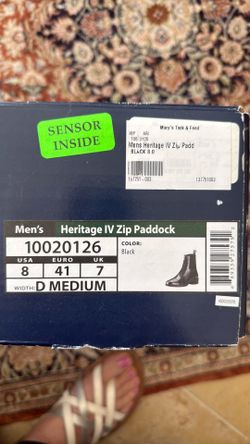 SENSOR
INSIDE
Mary's Tack & Feed
Mens Heritage IV Zip Padd
BLACK 8.0
Men's Heritage IV Zip Paddock
10020126
COLOR:
Black
USA EURO UK
8 41 7
WIDTH: D MEDIUM
10020126